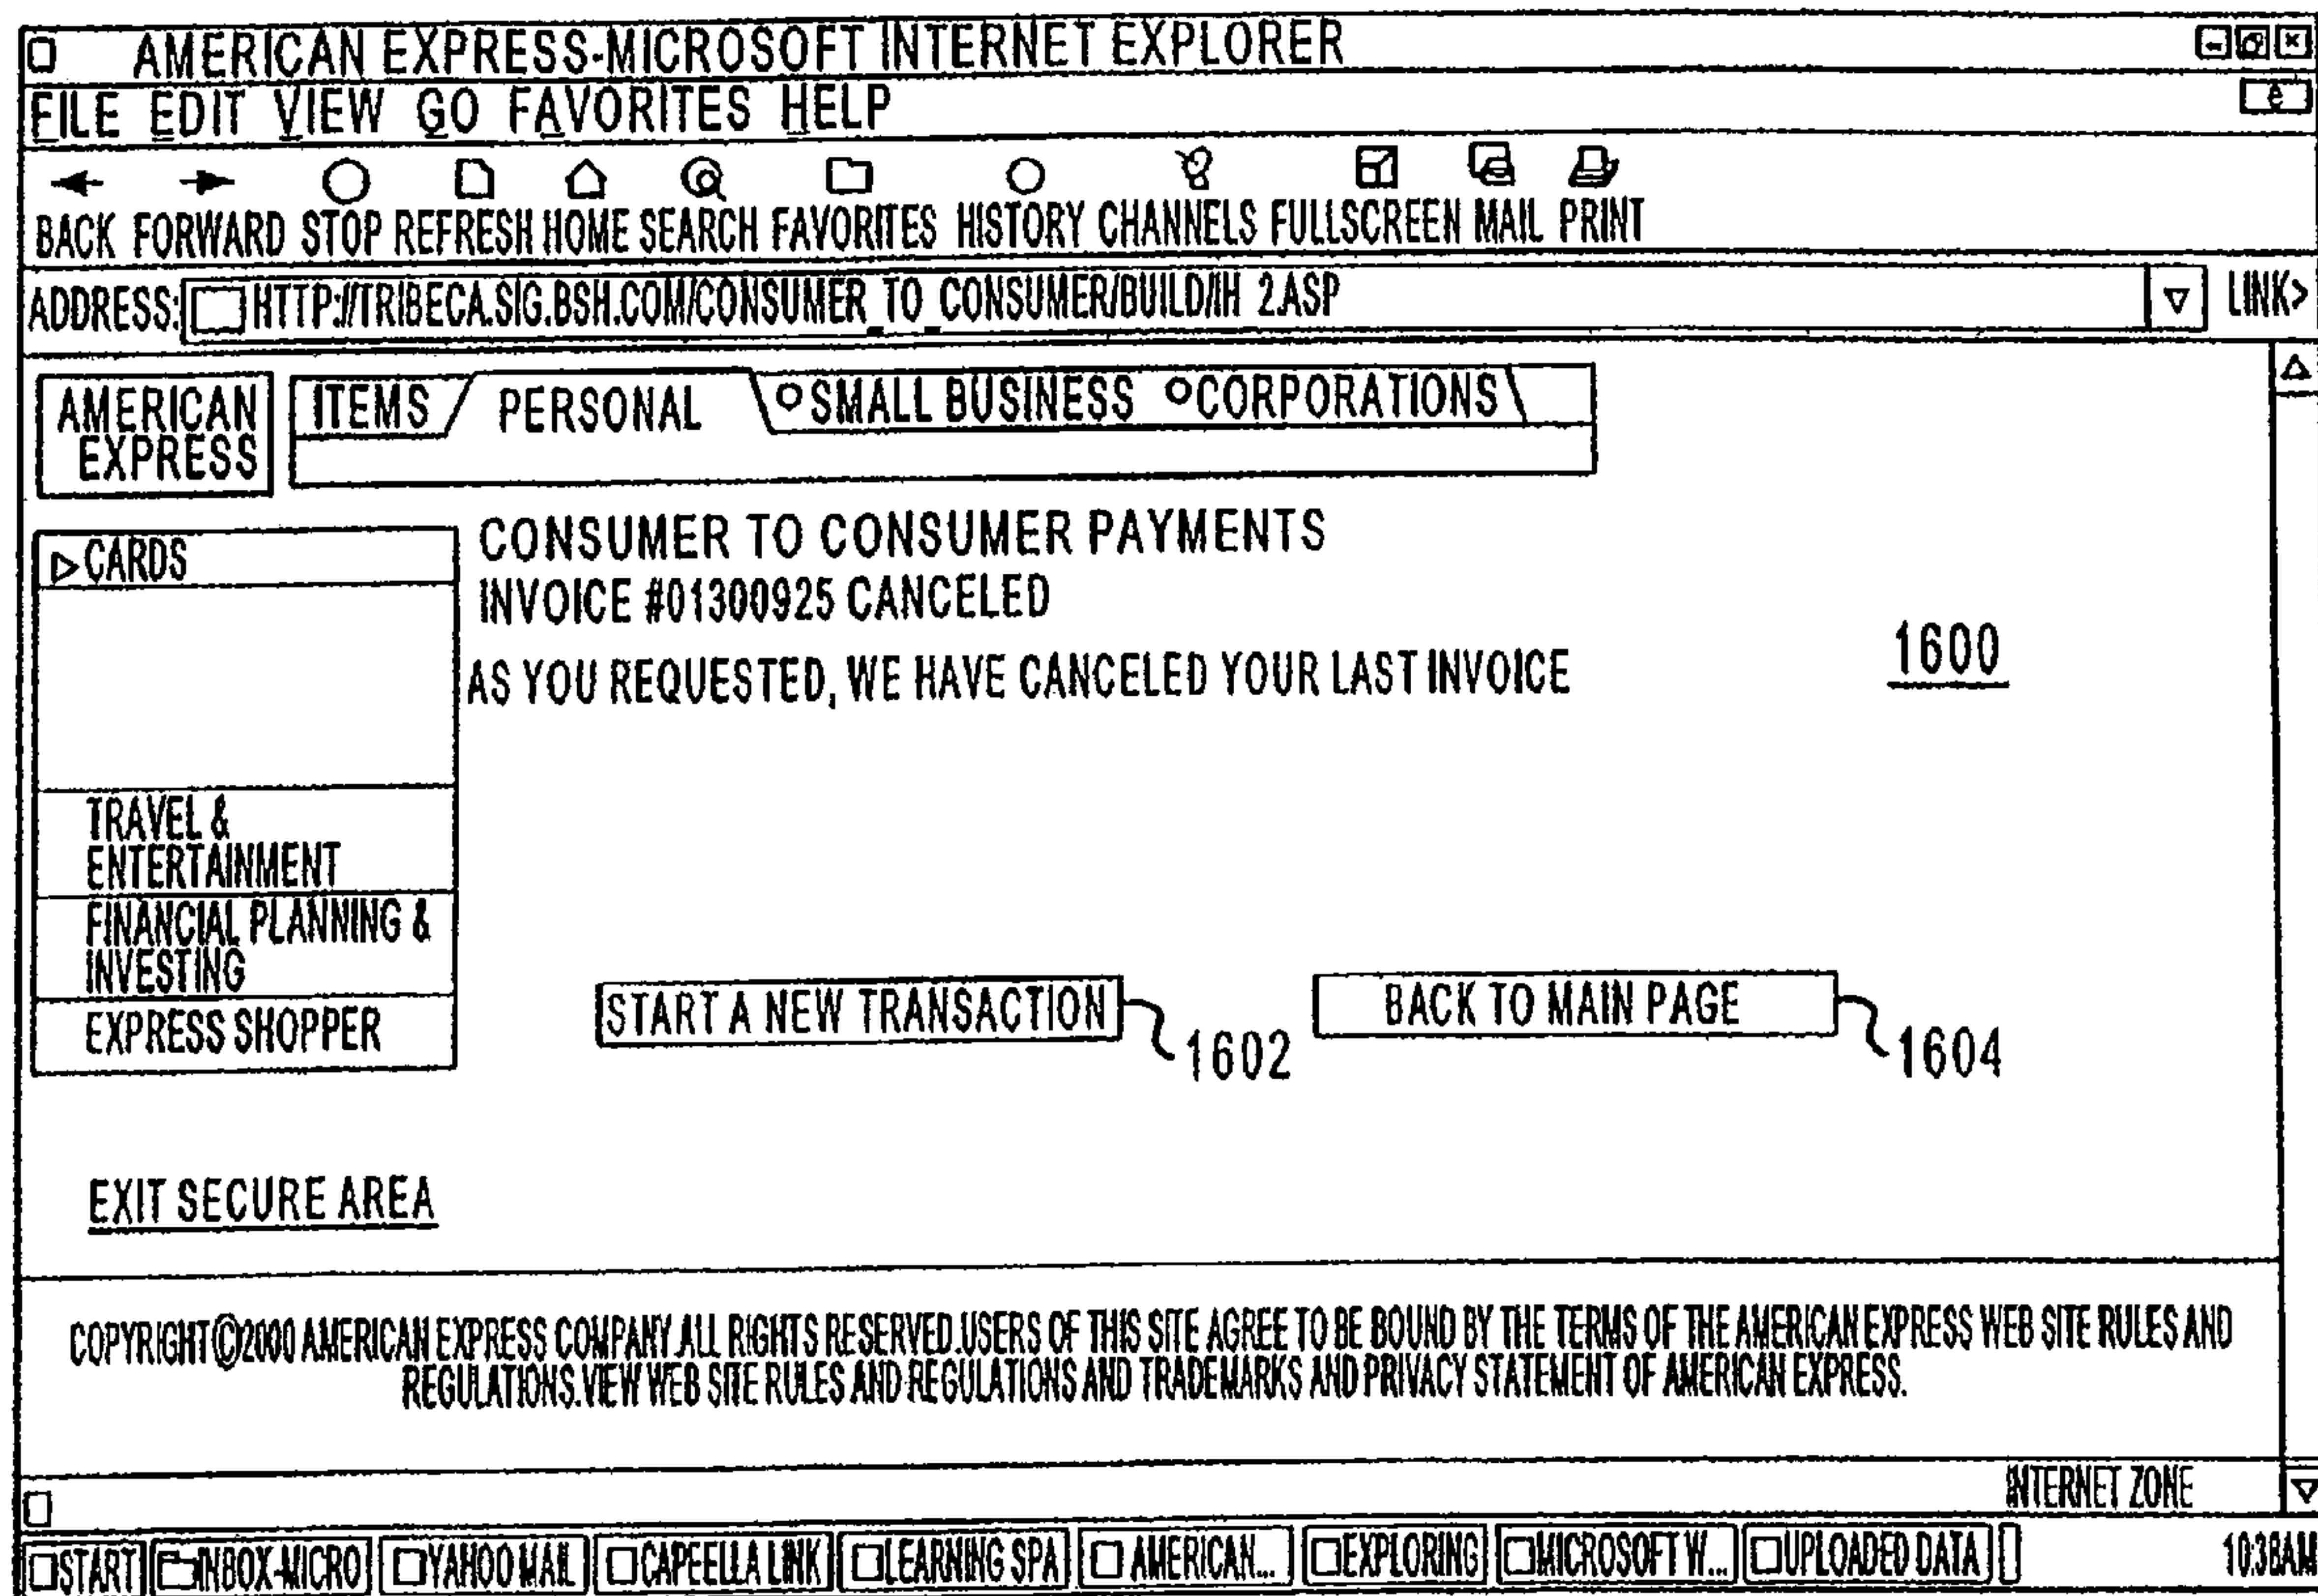 AMERICAN EXPRESS-MICROSOFT INTERNET EXPLORER
FILE EDIT VIEW GO FAVORITES HELP
BACK FORWARD STOP REFRESH HOME SEARCH FAVORITES HISTORY CHANNELS FULLSCREEN MAIL PRINT
ADDRESS: HTTP://TRIBECA.SIG.BSH.COM/CONSUMER_TO_CONSUMER/BUILD/IH 2.ASP LINK>
AMERICAN
EXPRESS
ITEMS PERSONAL SMALL BUSINESS CORPORATIONS
CONSUMER TO CONSUMER PAYMENTS
CARDS
INVOICE #01300925 CANCELED
AS YOU REQUESTED, WE HAVE CANCELED YOUR LAST INVOICE
1600
TRAVEL &
ENTERTAINMENT
FINANCIAL PLANNING &
INVESTING
EXPRESS SHOPPER
START A NEW TRANSACTION
1602
BACK TO MAIN PAGE
1604
EXIT SECURE AREA
COPYRIGHT©2000 AMERICAN EXPRESS COMPANY.ALL RIGHTS RESERVED.USERS OF THIS SITE AGREE TO BE BOUND BY THE TERMS OF THE AMERICAN EXPRESS WEB SITE RULES AND
REGULATIONS.VIEW WEB SITE RULES AND REGULATIONS AND TRADEMARKS AND PRIVACY STATEMENT OF AMERICAN EXPRESS.
INTERNET ZONE
START INBOX-MICRO YAHOO MAIL CAPEELLA LINK LEARNING SPA AMERICAN... EXPLORING MICROSOFT W... UPLOADED DATA 10:38AM